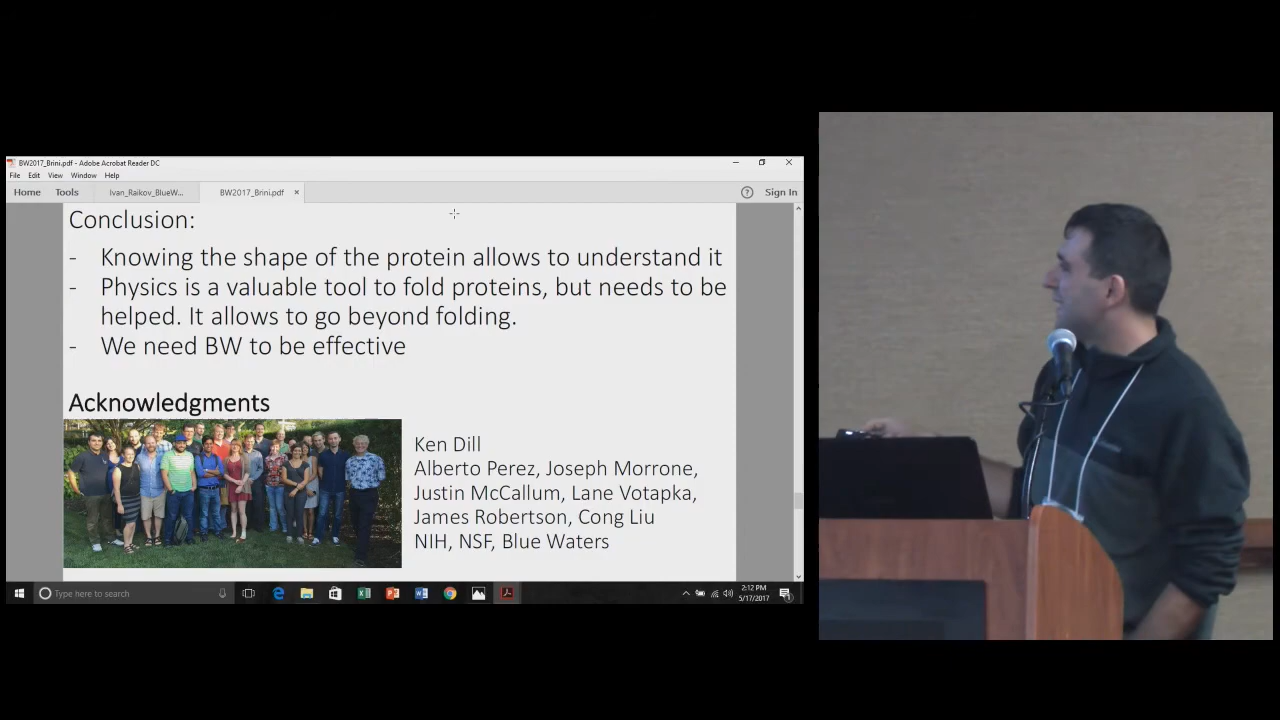 BW2017_Brini.pdf - Adobe Acrobat Reader DC
File Edit View Window Help
Home Tools Ivan_Raikov_BlueW... BW2017_Brini.pdf × Sign In
Conclusion:
- Knowing the shape of the protein allows to understand it
- Physics is a valuable tool to fold proteins, but needs to be
helped. It allows to go beyond folding.
- We need BW to be effective
Acknowledgments
Ken Dill
Alberto Perez, Joseph Morrone,
Justin McCallum, Lane Votapka,
James Robertson, Cong Liu
NIH, NSF, Blue Waters
Type here to search
2:12 PM
5/17/2017